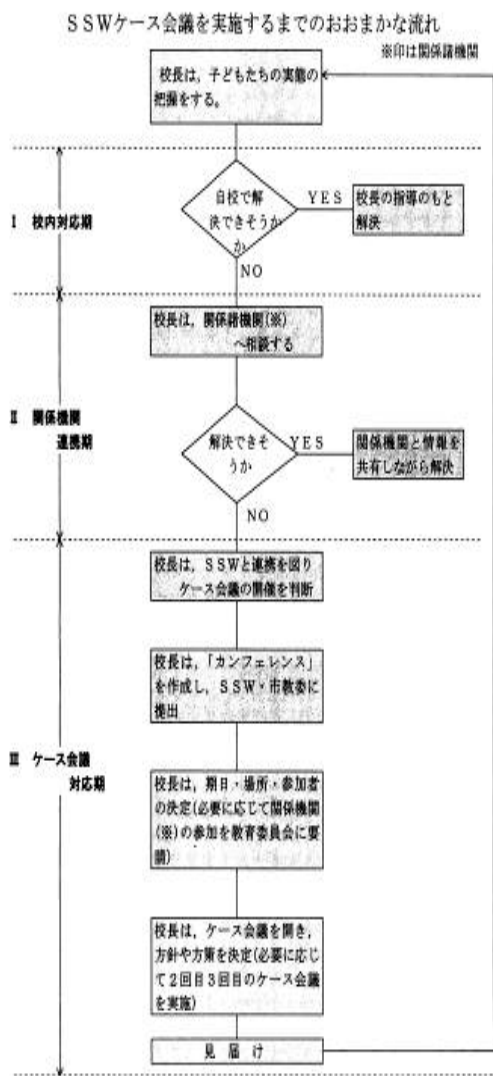 SSWケース会議を実施するまでのおおまかな流れ
※印は関係諸機関
校長は,子どもたちの実態の
把握をする。
Ⅰ 校内対応期
自校で解
決できそうか
か
YES
校長の指導のもと
解決
NO
校長は,関係諸機関(※)
へ相談する
Ⅱ 関係機関
連携期
解決できそ
うか
YES
関係機関と情報を
共有しながら解決
NO
校長は,SSWと連携を図り
ケース会議の開催を判断
校長は,「カンフェレンス」
を作成し,SSW・市教委に
提出
Ⅲ ケース会議
対応期
校長は,期日・場所・参加者
の決定(必要に応じて関係機関
(※)の参加を教育委員会に要
請)
校長は,ケース会議を開き,
方針や方策を決定(必要に応じ
て2回目3回目のケース会議
を実施)
見届け